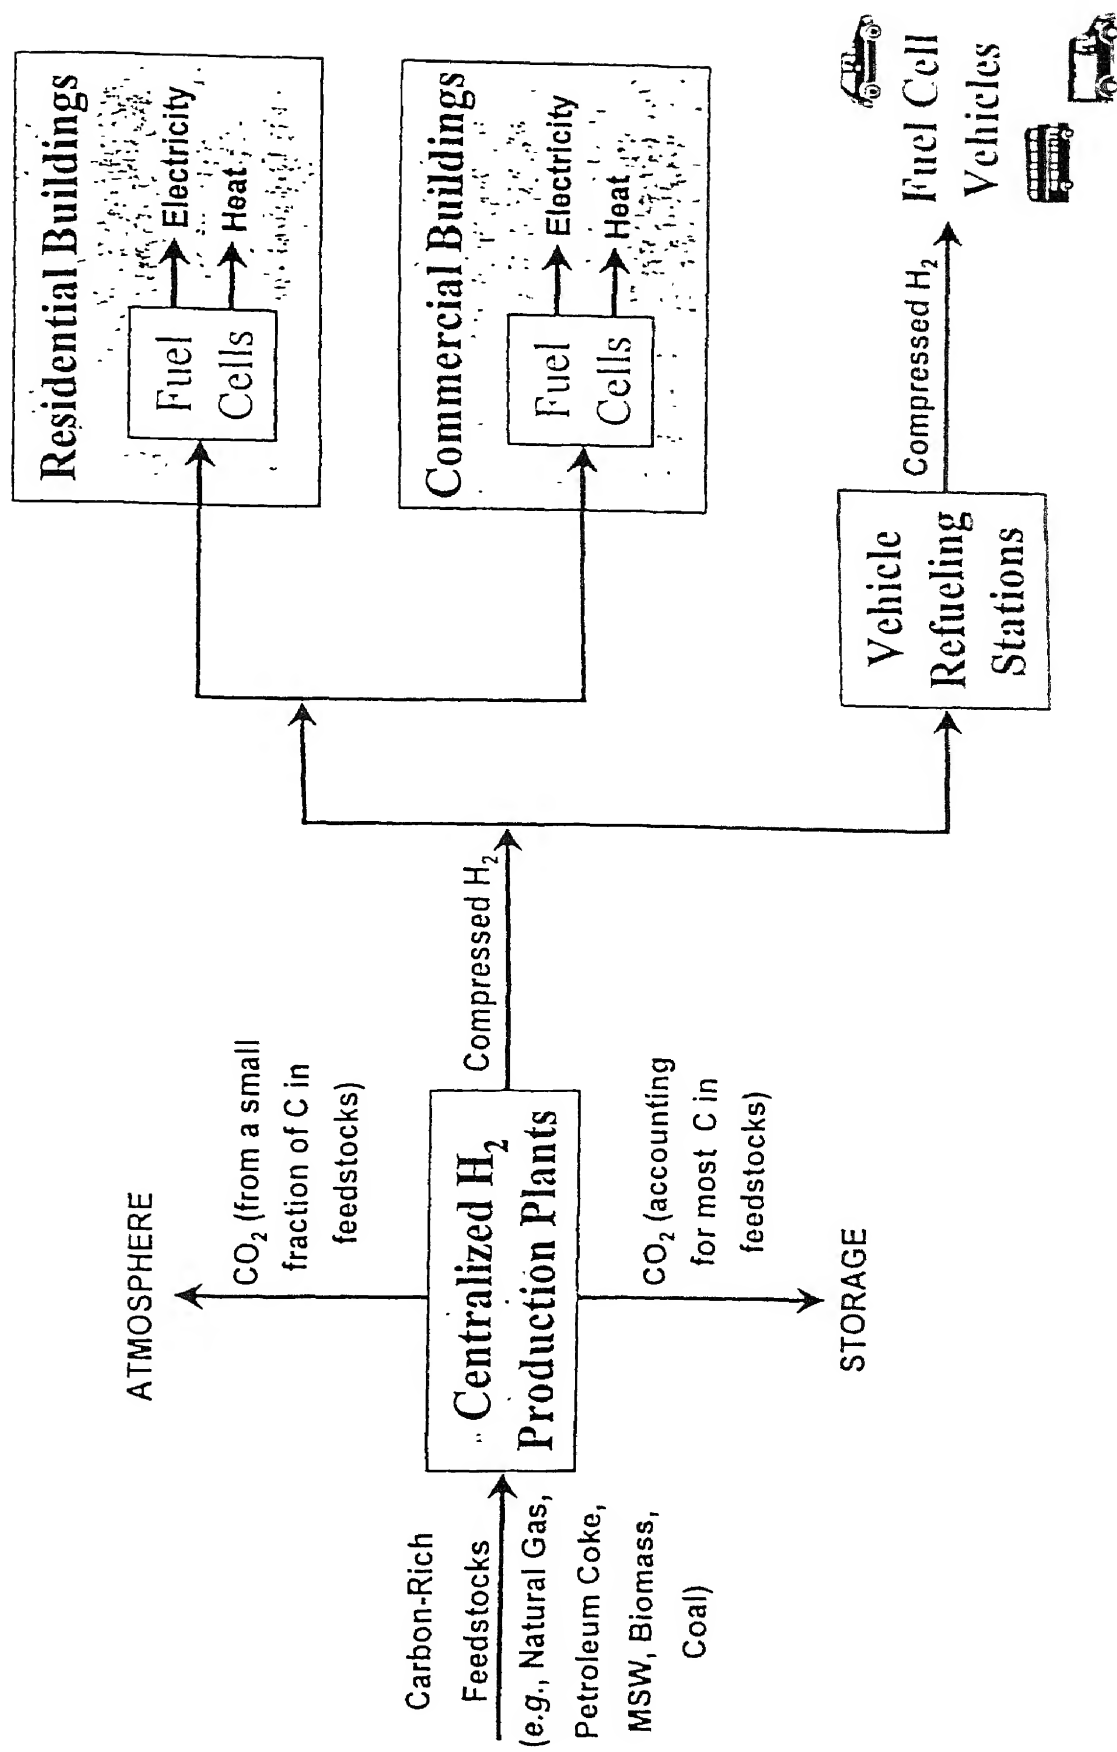 Carbon-Rich
Feedstocks
(e.g., Natural Gas,
Petroleum Coke,
MSW, Biomass,
Coal)
ATMOSPHERE
CO₂ (from a small
fraction of C in
feedstocks)
Centralized H₂
Production Plants
CO₂ (accounting
for most C in
feedstocks)
STORAGE
Compressed H₂
Residential Buildings
Fuel
Cells
Electricity
Heat
Commercial Buildings
Fuel
Cells
Electricity
Heat
Vehicle
Refueling
Stations
Compressed H₂
Fuel Cell
Vehicles